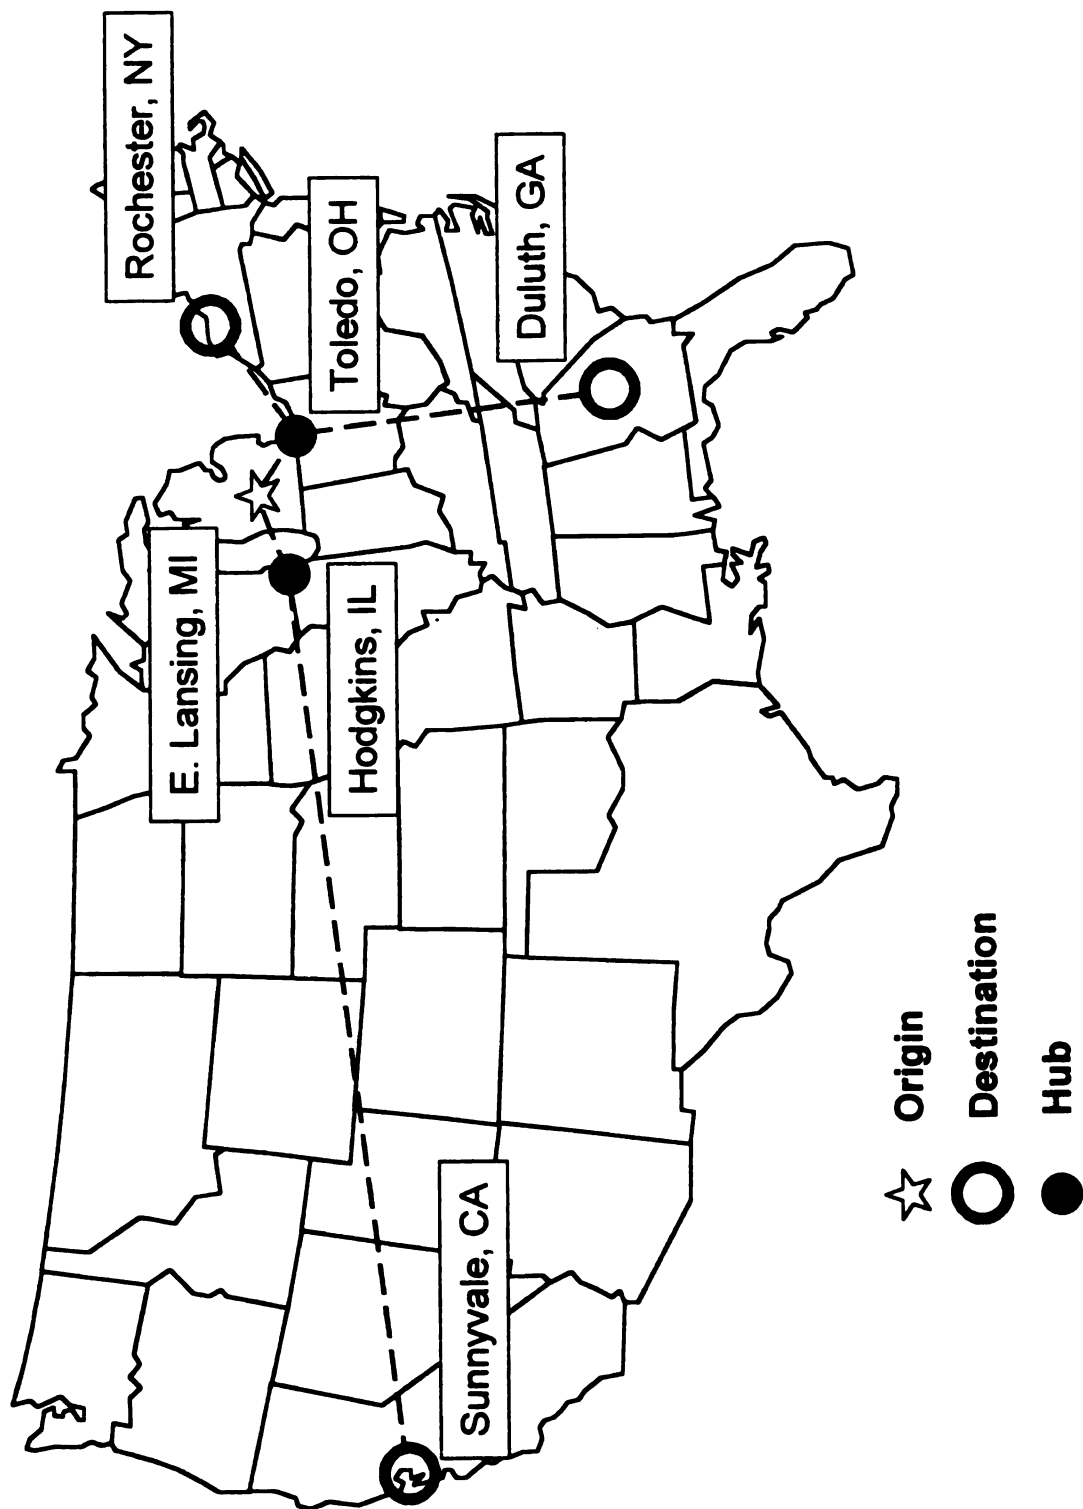 Rochester, NY
E. Lansing, MI
Toledo, OH
Hodgkins, IL
Sunnyvale, CA
Duluth, GA
Origin
Destination
Hub